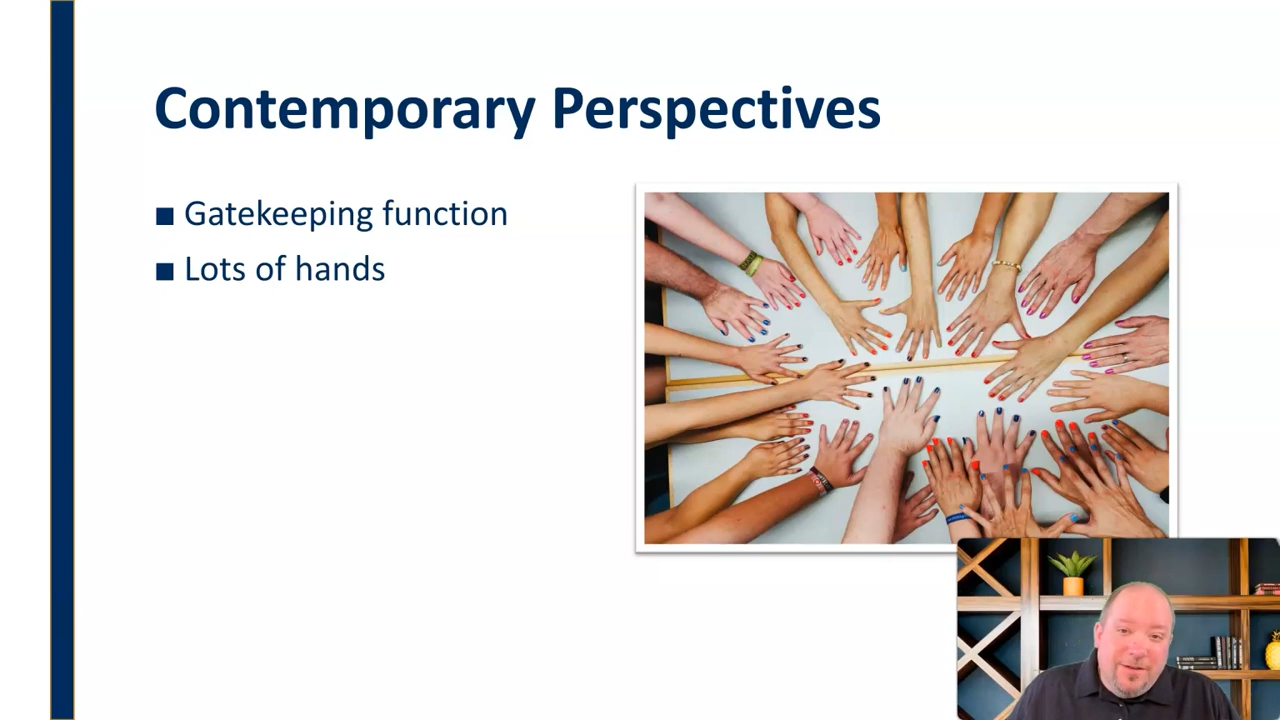 Contemporary Perspectives
■ Gatekeeping function
■ Lots of hands